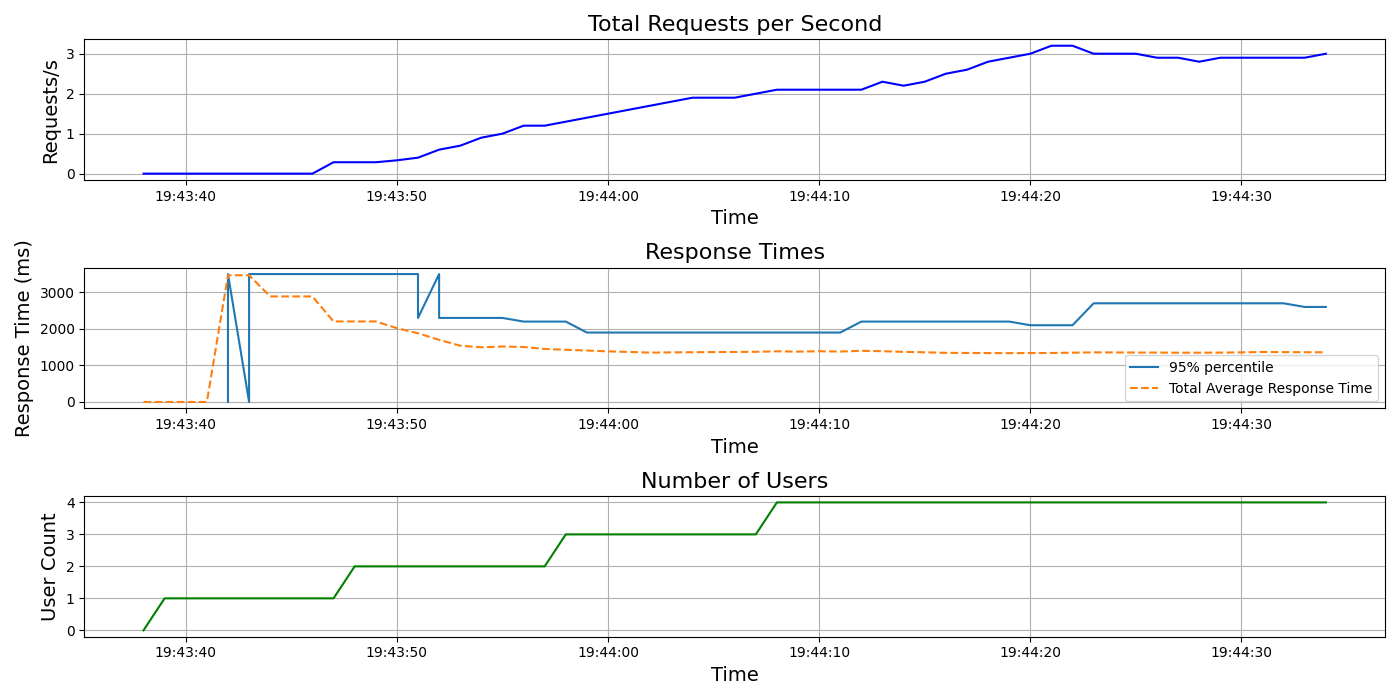 Total Requests per Second
Requests/s
3
2
1
0
19:43:40 19:43:50 19:44:00 19:44:10 19:44:20 19:44:30
Time
Response Times
Response Time (ms)
3000
2000
1000
0
95% percentile
Total Average Response Time
19:43:40 19:43:50 19:44:00 19:44:10 19:44:20 19:44:30
Time
Number of Users
User Count
4
3
2
1
0
19:43:40 19:43:50 19:44:00 19:44:10 19:44:20 19:44:30
Time